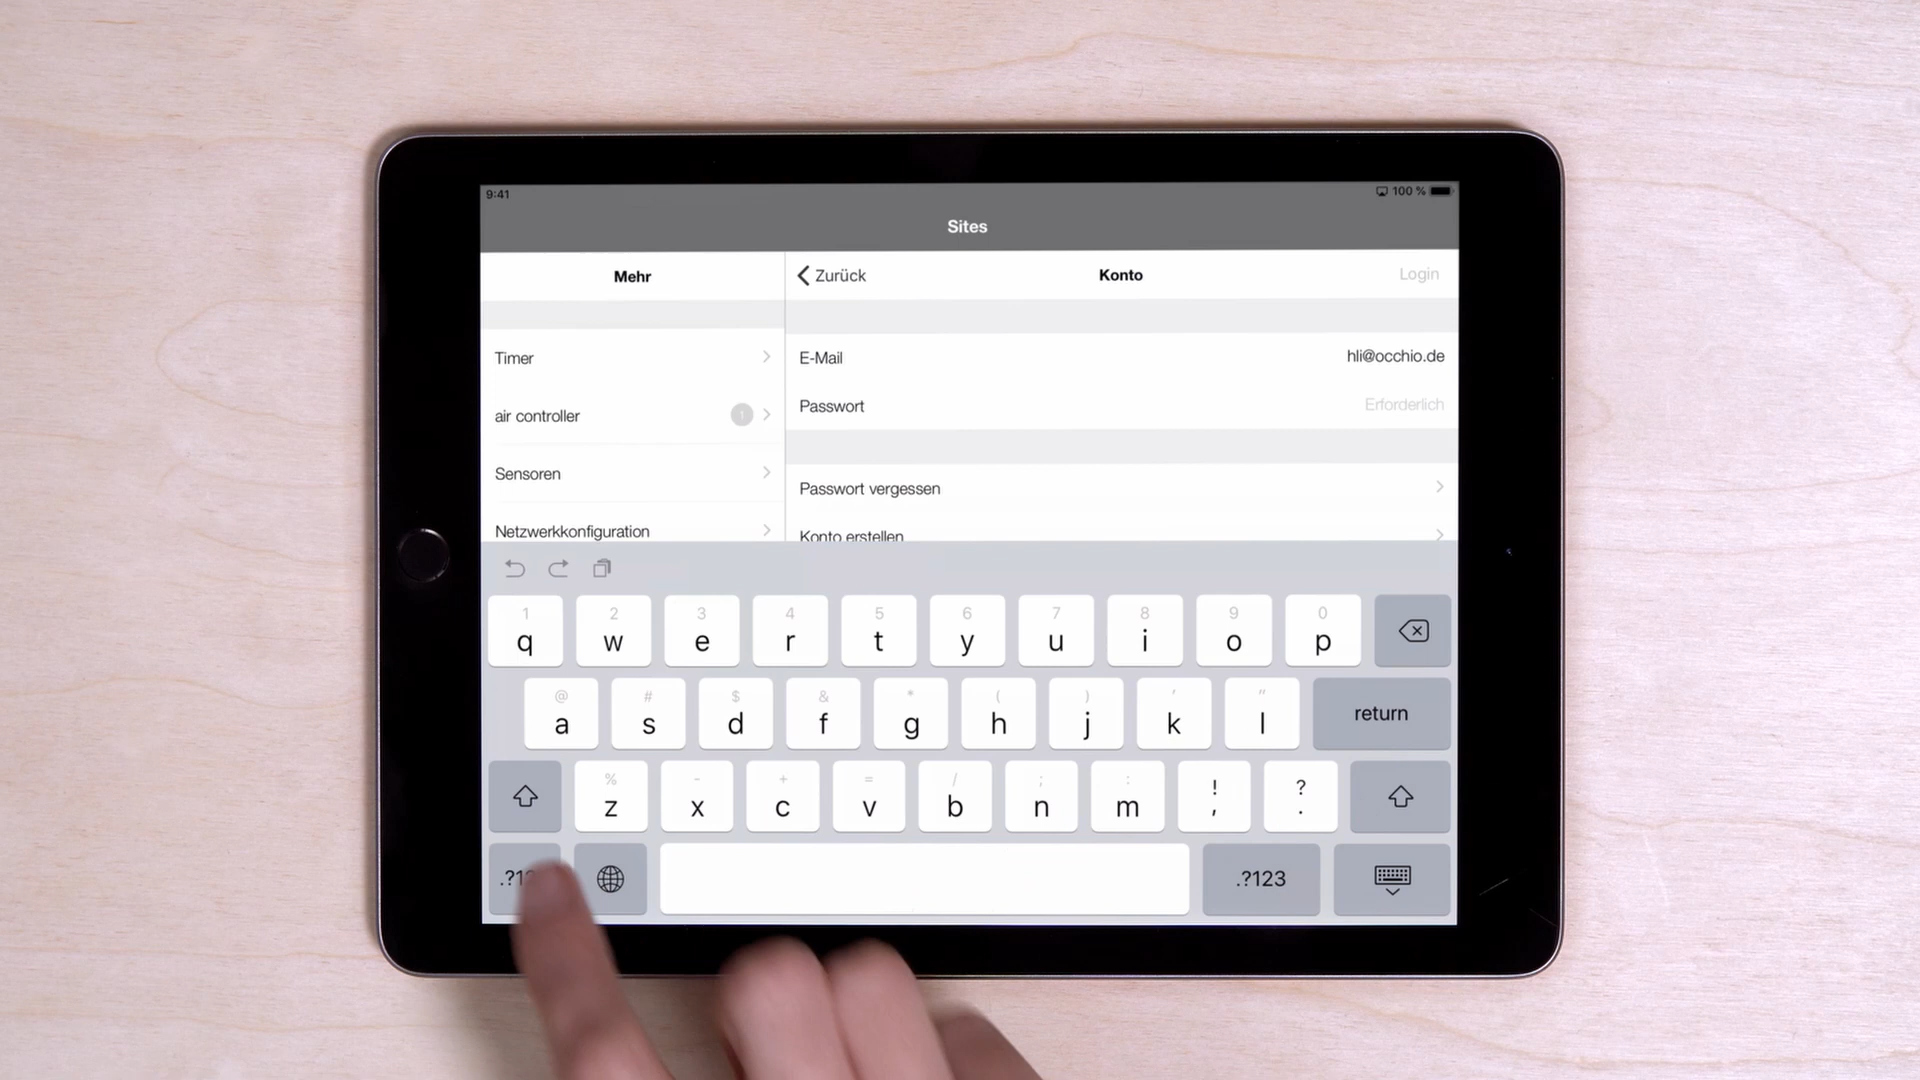 9:41
100 %
Sites
Mehr
Zurück
Konto
Login
Timer
E-Mail
hli@occhio.de
air controller
1
Passwort
Erforderlich
Sensoren
Passwort vergessen
Netzwerkkonfiguration
Konto erstellen
1 2 3 4 5 6 7 8 9 0
q w e r t y u i o p
@ # $ & * ( ) ' "
a s d f g h j k l return
% - + = / ; : ! ?
z x c v b n m , .
.?123